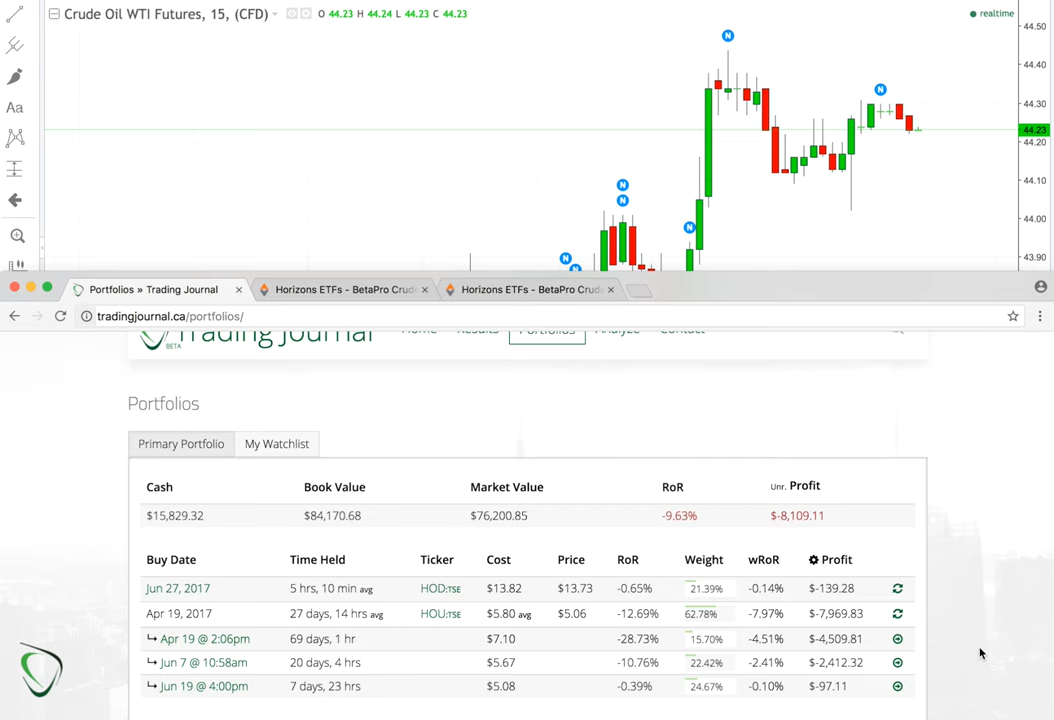 Crude Oil WTI Futures, 15, (CFD) O 44.23 H 44.24 L 44.23 C 44.23 realtime
44.50
N
44.40
Aa
N
44.30
44.23
44.20
44.10
N
N
44.00
N
N
43.90
N
Portfolios » Trading Journal × Horizons ETFs - BetaPro Crude × Horizons ETFs - BetaPro Crude ×
tradingjournal.ca/portfolios/
Trading Journal Home Results Portfolios Analyze Contact
BETA
Portfolios
Primary Portfolio My Watchlist
Cash Book Value Market Value RoR Unr. Profit
$15,829.32 $84,170.68 $76,200.85 -9.63% $-8,109.11
Buy Date Time Held Ticker Cost Price RoR Weight wRoR Profit
Jun 27, 2017 5 hrs, 10 min avg HOD:TSE $13.82 $13.73 -0.65% 21.39% -0.14% $-139.28
Apr 19, 2017 27 days, 14 hrs avg HOU:TSE $5.80 avg $5.06 -12.69% 62.78% -7.97% $-7,969.83
↳ Apr 19 @ 2:06pm 69 days, 1 hr $7.10 -28.73% 15.70% -4.51% $-4,509.81
↳ Jun 7 @ 10:58am 20 days, 4 hrs $5.67 -10.76% 22.42% -2.41% $-2,412.32
↳ Jun 19 @ 4:00pm 7 days, 23 hrs $5.08 -0.39% 24.67% -0.10% $-97.11